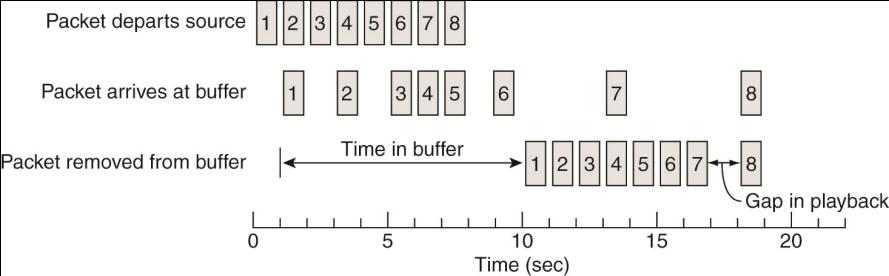 Packet departs source 1 2 3 4 5 6 7 8
Packet arrives at buffer 1 2 3 4 5 6 7 8
Packet removed from buffer Time in buffer 1 2 3 4 5 6 7 8
Gap in playback
0 5 10 15 20
Time (sec)